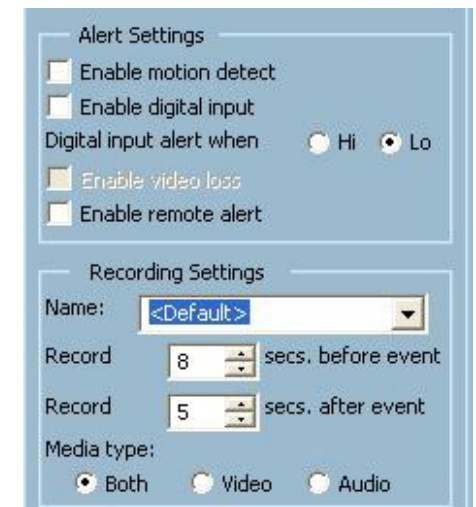 Alert Settings
Enable motion detect
Enable digital input
Digital input alert when Hi Lo
Enable video loss
Enable remote alert
Recording Settings
Name: <Default>
Record 8 secs. before event
Record 5 secs. after event
Media type:
Both Video Audio